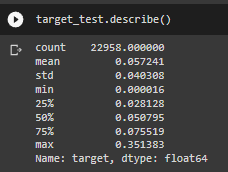 target_test.describe()
count    22958.000000
mean         0.057241
std          0.040308
min          0.000016
25%          0.028128
50%          0.050795
75%          0.075519
max          0.351383
Name: target, dtype: float64